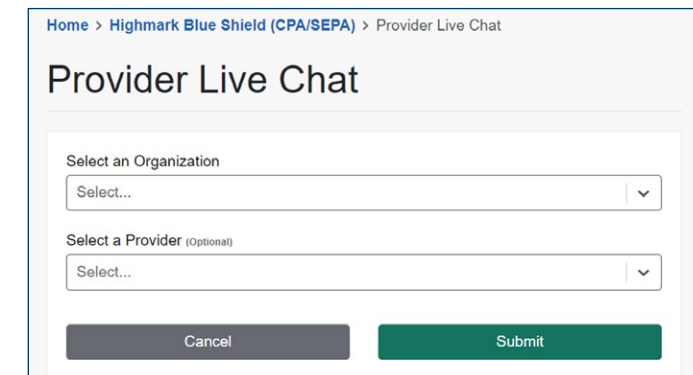 Home > Highmark Blue Shield (CPA/SEPA) > Provider Live Chat
Provider Live Chat
Select an Organization
Select...
Select a Provider (Optional)
Select...
Cancel Submit